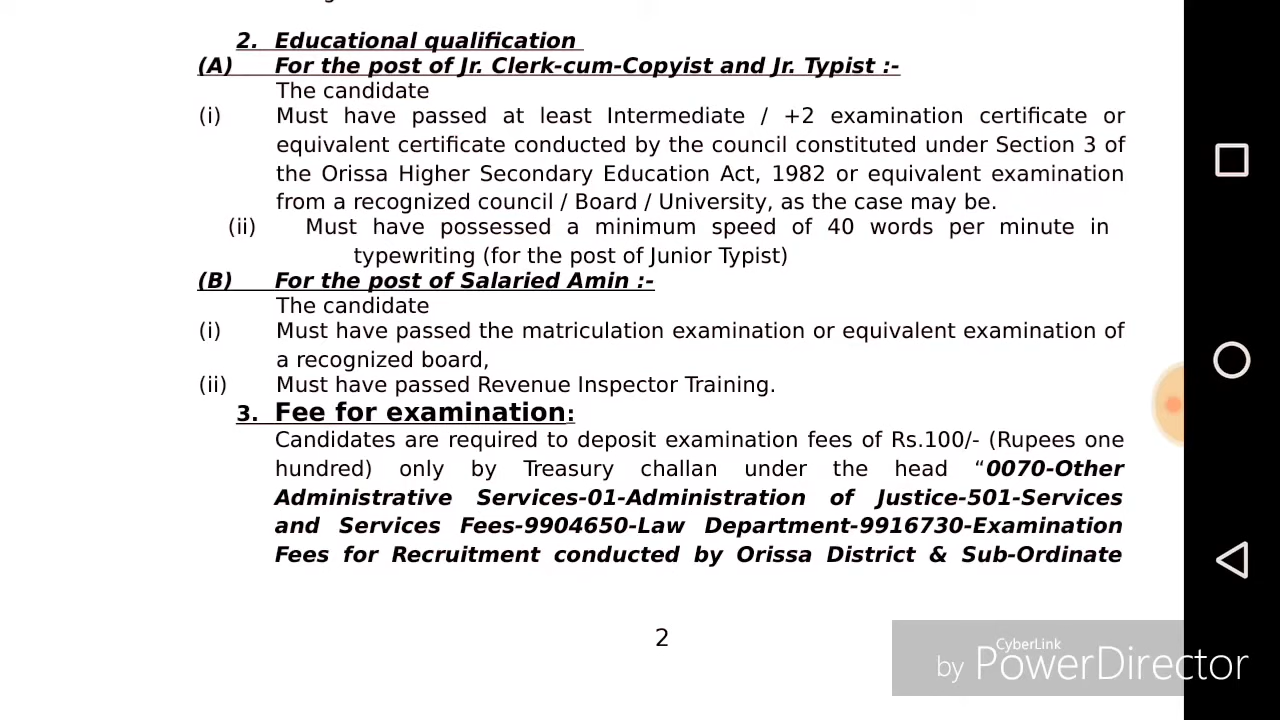 2. Educational qualification
(A) For the post of Jr. Clerk-cum-Copyist and Jr. Typist :-
The candidate
(i) Must have passed at least Intermediate / +2 examination certificate or
equivalent certificate conducted by the council constituted under Section 3 of
the Orissa Higher Secondary Education Act, 1982 or equivalent examination
from a recognized council / Board / University, as the case may be.
(ii) Must have possessed a minimum speed of 40 words per minute in
typewriting (for the post of Junior Typist)
(B) For the post of Salaried Amin :-
The candidate
(i) Must have passed the matriculation examination or equivalent examination of
a recognized board,
(ii) Must have passed Revenue Inspector Training.
3. Fee for examination:
Candidates are required to deposit examination fees of Rs.100/- (Rupees one
hundred) only by Treasury challan under the head “0070-Other
Administrative Services-01-Administration of Justice-501-Services
and Services Fees-9904650-Law Department-9916730-Examination
Fees for Recruitment conducted by Orissa District & Sub-Ordinate
2
CyberLink
by PowerDirector